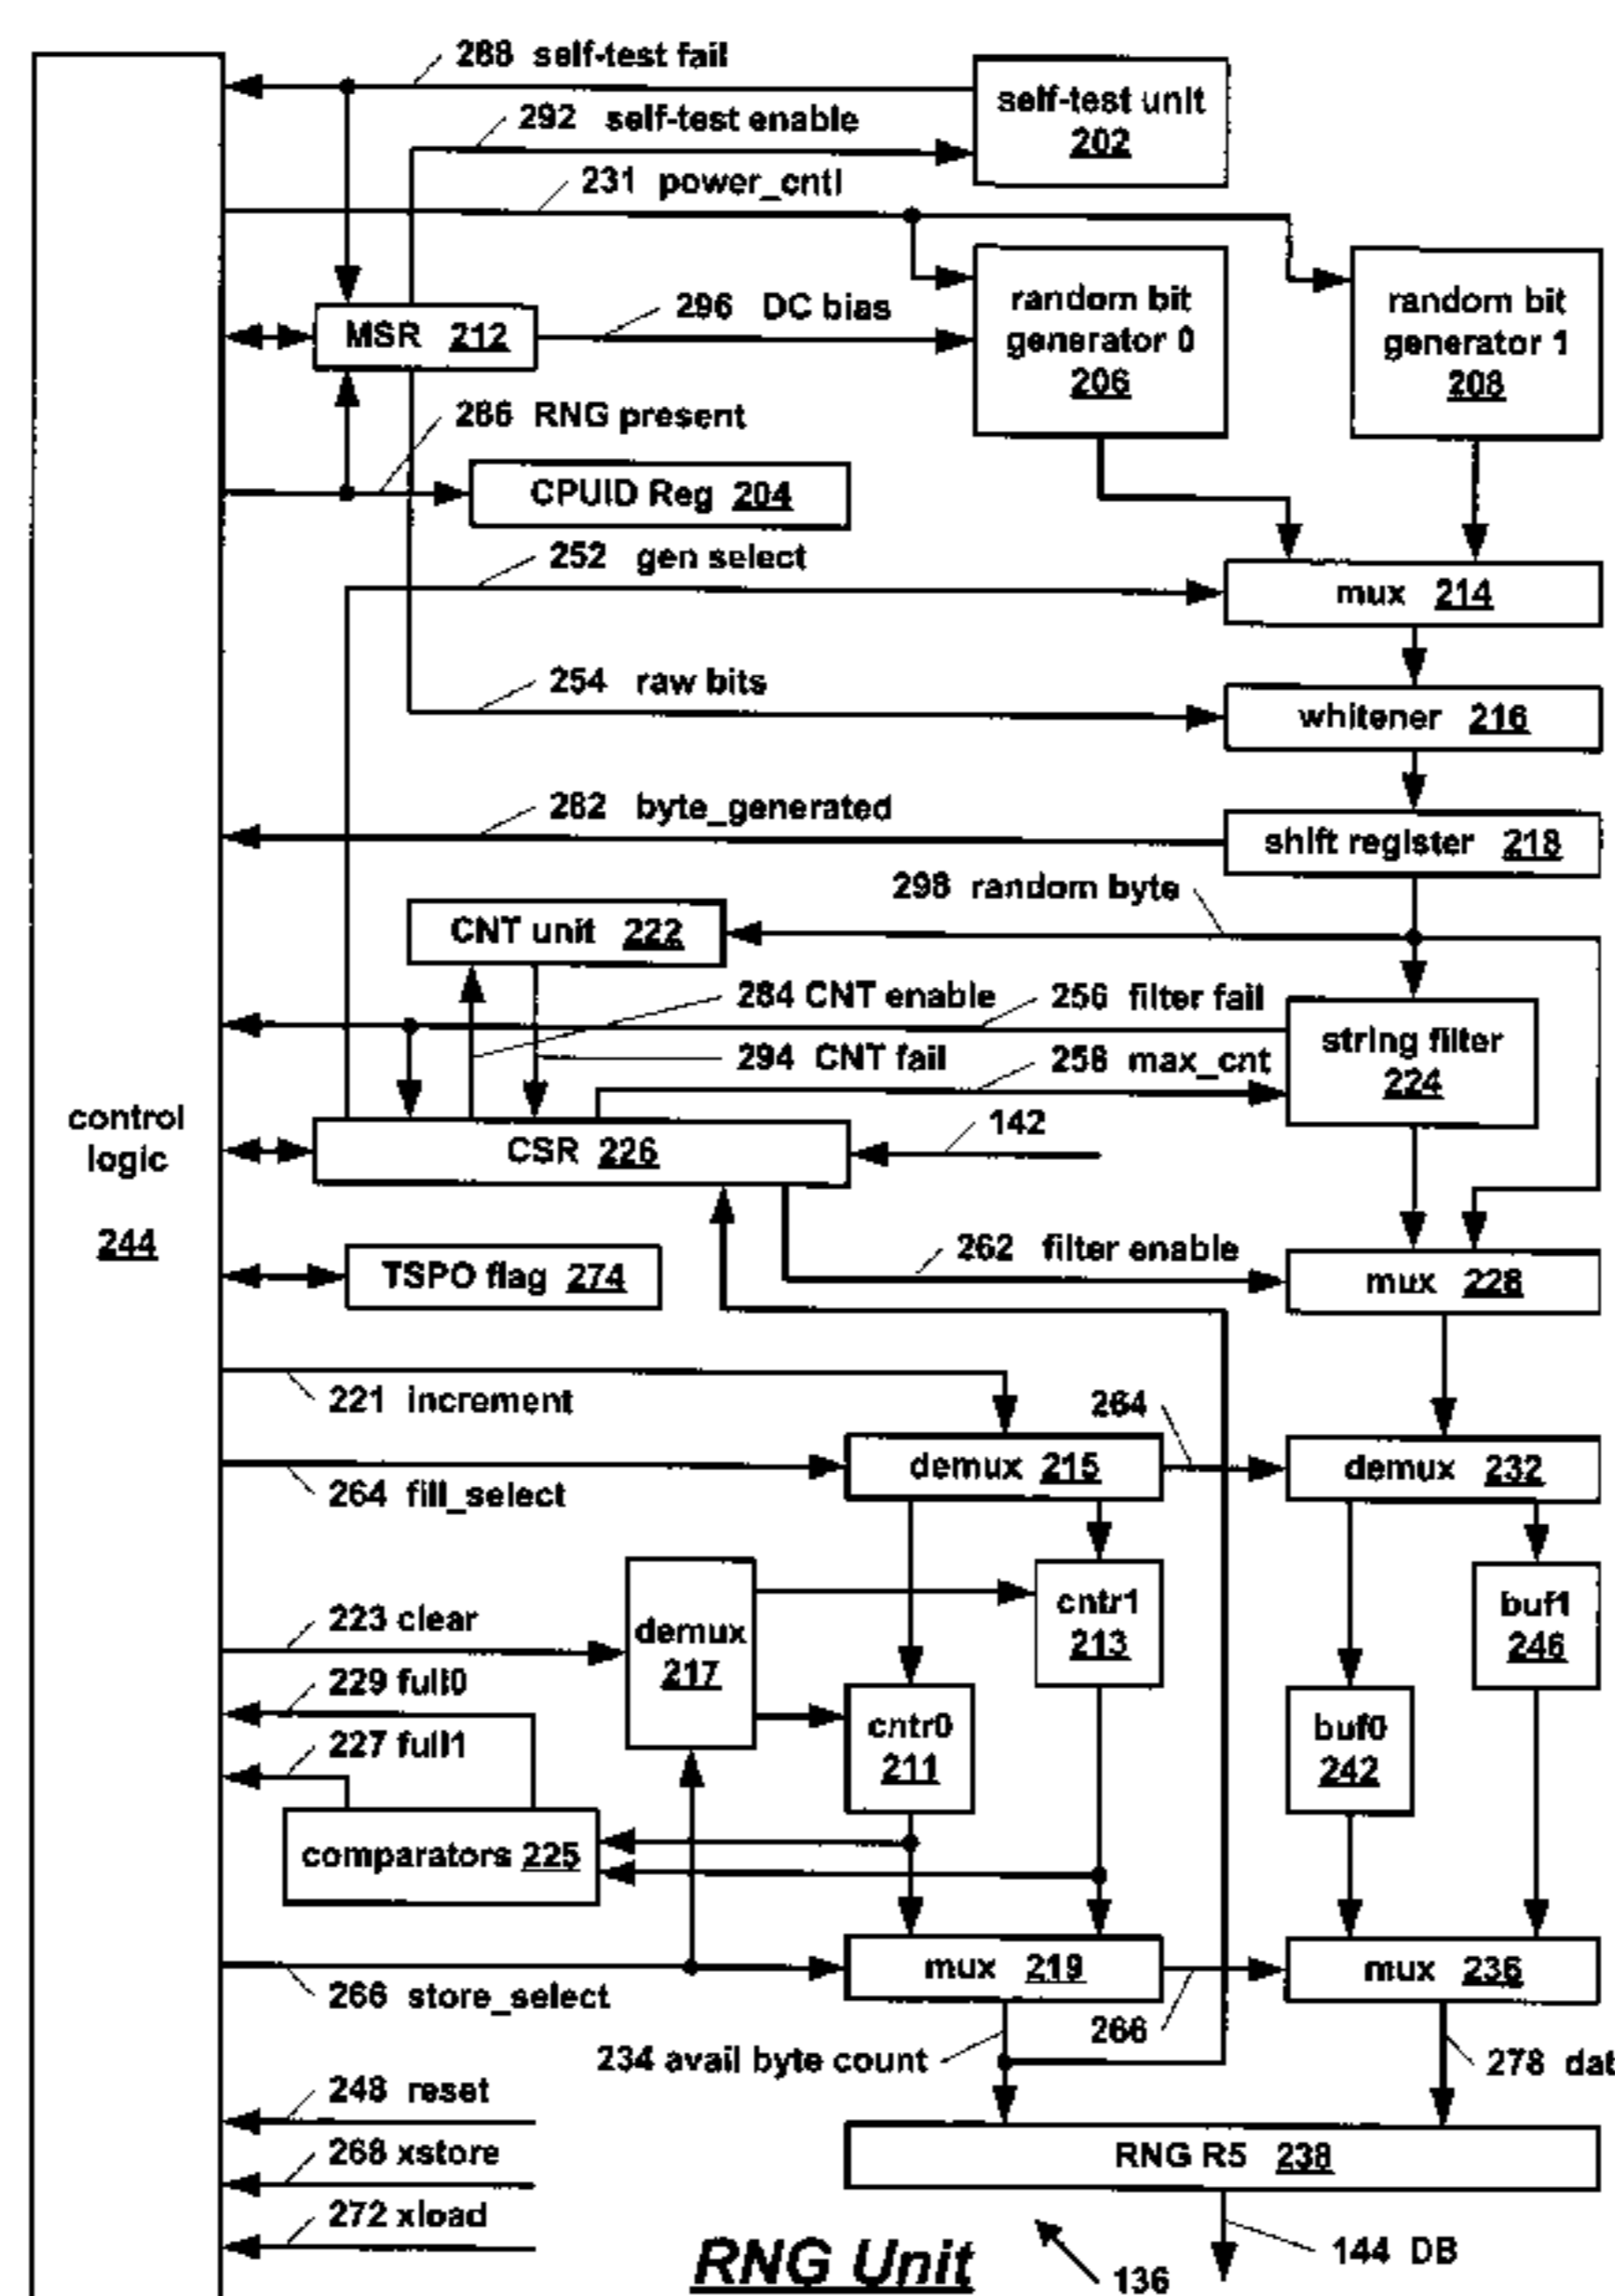 288 self-test fail
self-test unit
202
292 self-test enable
231 power_cntl
random bit
generator 0
206
random bit
generator 1
208
296 DC bias
MSR 212
286 RNG present
CPUID Reg 204
252 gen select
mux 214
254 raw bits
whitener 216
282 byte_generated
shift register 218
298 random byte
CNT unit 222
284 CNT enable
256 filter fail
string filter
224
294 CNT fail
258 max_cnt
control
logic
244
142
CSR 226
262 filter enable
TSPO flag 274
mux 228
221 increment
264
demux 215
demux 232
264 fill_select
cntr1
213
buf1
246
223 clear
demux
217
229 full0
cntr0
211
buf0
242
227 full1
comparators 225
mux 219
mux 236
266 store_select
266
234 avail byte count
278 dat
248 reset
268 xstore
RNG R5 238
272 xload
RNG Unit
144 DB
136